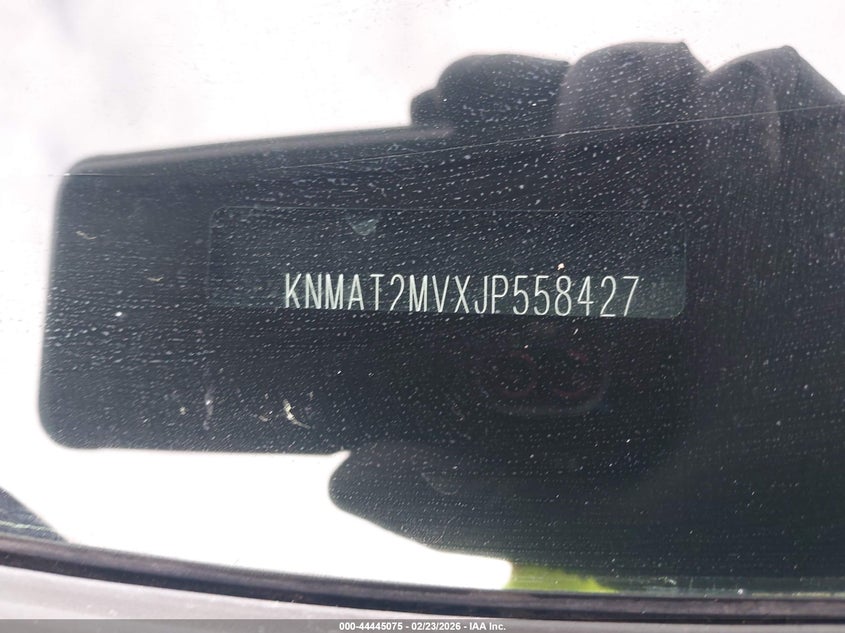 KNMAT2MVXJP558427
000-44445075 - 02/23/2026 - IAA Inc.